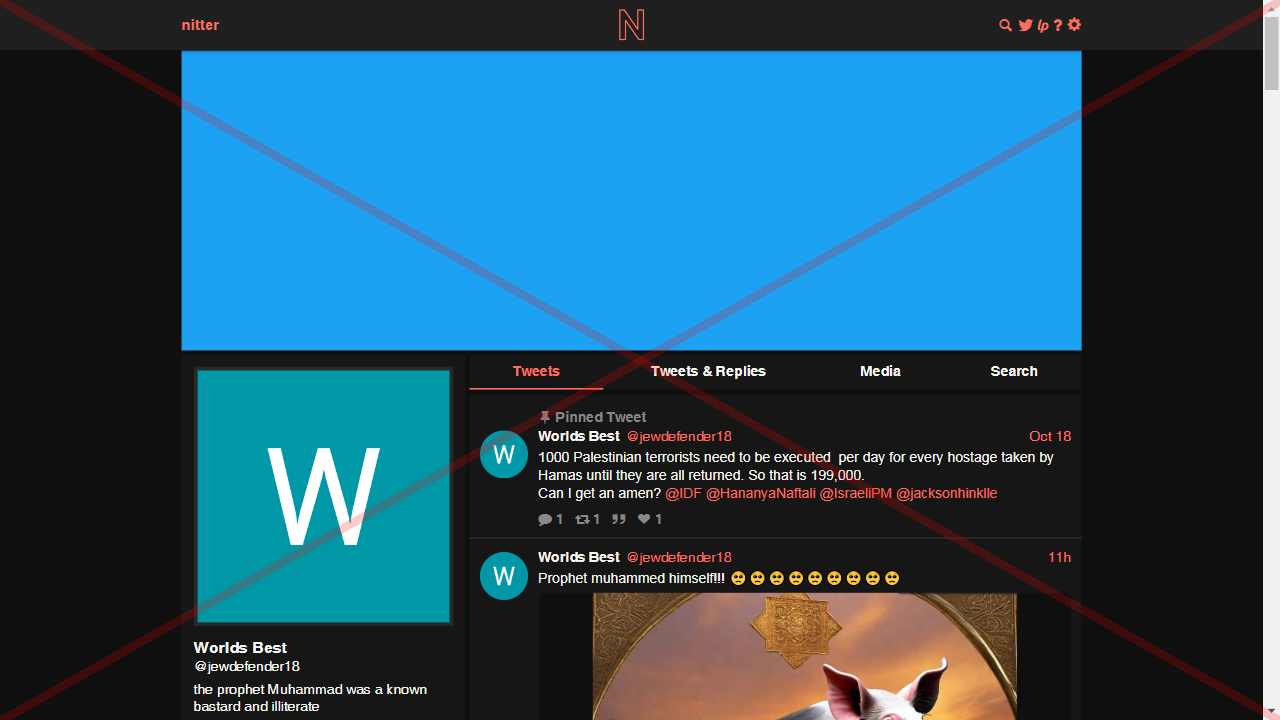 nitter
N
lp ?
Tweets
Tweets & Replies
Media
Search
Pinned Tweet
Worlds Best @jewdefender18 Oct 18
W
1000 Palestinian terrorists need to be executed per day for every hostage taken by
Hamas until they are all returned. So that is 199,000.
Can I get an amen? @IDF @HananyaNaftali @IsraeliPM @jacksonhinklle
1 1 1
Worlds Best @jewdefender18 11h
W
Prophet muhammed himself!!!
W
Worlds Best
@jewdefender18
the prophet Muhammad was a known
bastard and illiterate